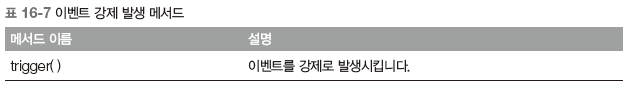 표 16-7 이벤트 강제 발생 메서드
메서드 이름 설명
trigger( ) 이벤트를 강제로 발생시킵니다.